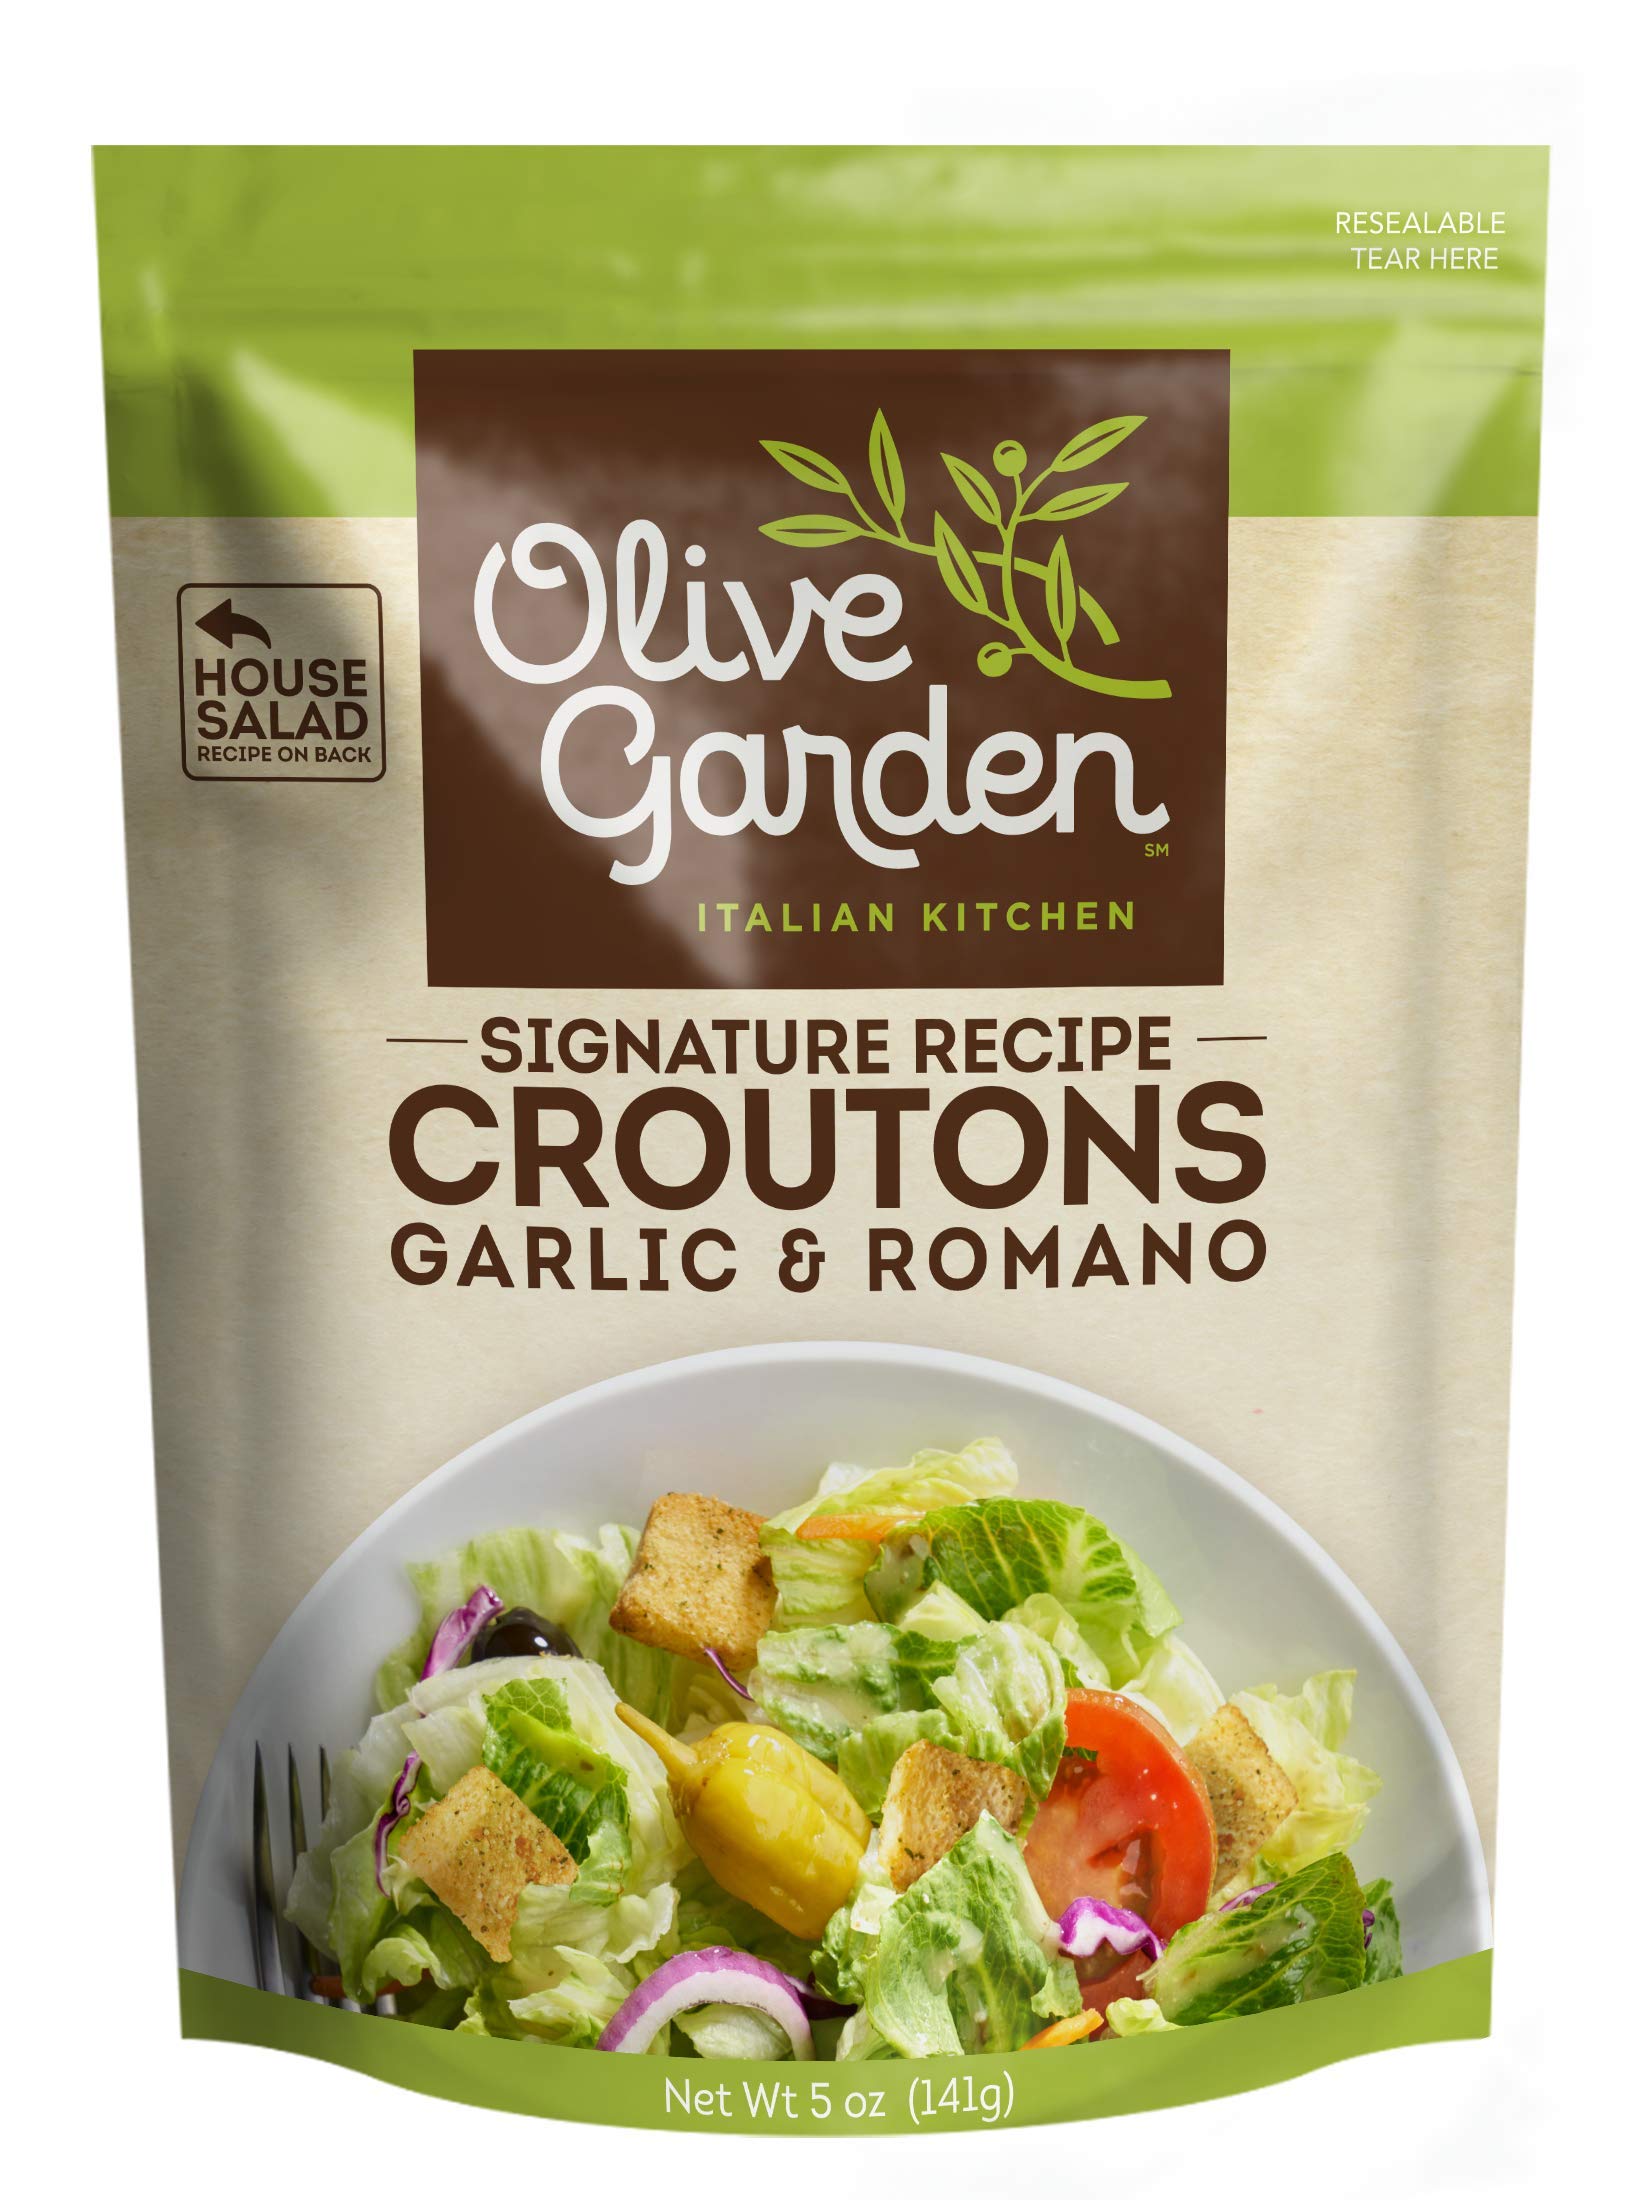 RESEALABLE
TEAR HERE
HOUSE
SALAD
RECIPE ON BACK
Olive
Garden
SM
ITALIAN KITCHEN
SIGNATURE RECIPE
CROUTONS
GARLIC & ROMANO
Net Wt 5 oz (141g)